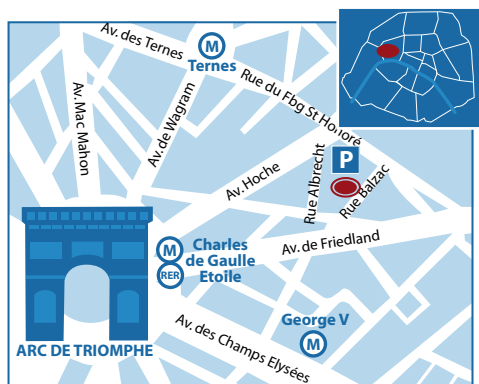 Av. des Ternes
M
Ternes
Rue du Fbg St Honoré
Av. Mac Mahon
Av. de Wagram
P
Rue Albrecht
Rue Balzac
Av. Hoche
Av. de Friedland
M
RER
Charles
de Gaulle
Etoile
Av. des Champs Elysées
George V
M
ARC DE TRIOMPHE